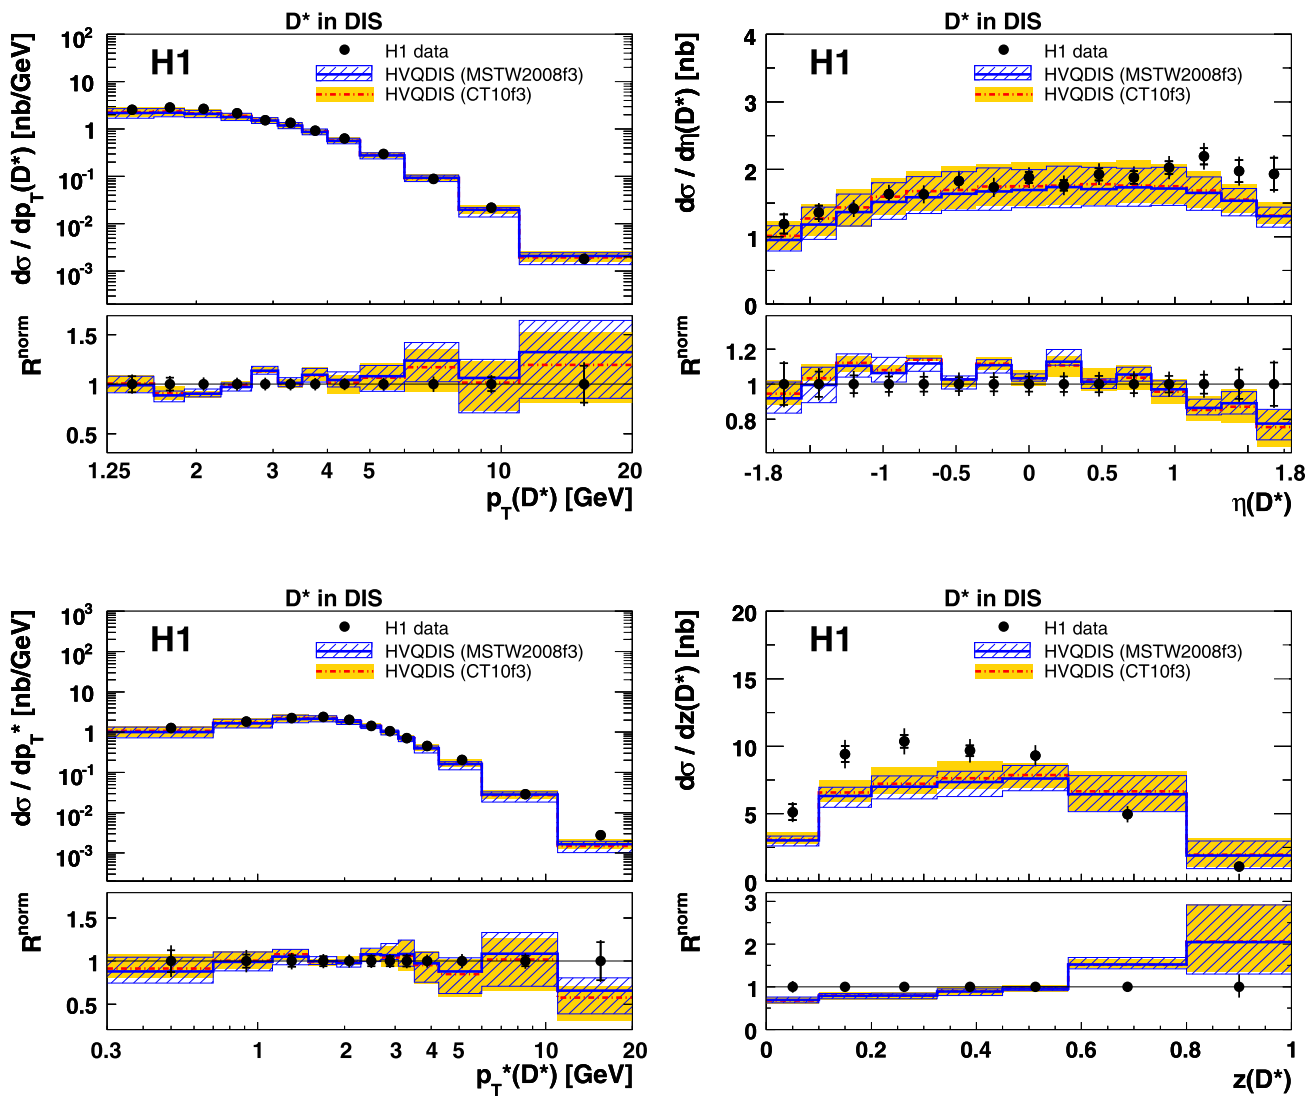 D* in DIS
H1
H1 data
HVQDIS (MSTW2008f3)
HVQDIS (CT10f3)
dσ / dp_T(D*) [nb/GeV]
10^2
10
1
10^-1
10^-2
10^-3
R^norm
1.5
1
0.5
1.25 2 3 4 5 10 20
p_T(D*) [GeV]
D* in DIS
H1
H1 data
HVQDIS (MSTW2008f3)
HVQDIS (CT10f3)
dσ / dη(D*) [nb]
4
3
2
1
0
R^norm
1.2
1
0.8
-1.8 -1 -0.5 0 0.5 1 1.8
η(D*)
D* in DIS
H1
H1 data
HVQDIS (MSTW2008f3)
HVQDIS (CT10f3)
dσ / dp_T* [nb/GeV]
10^3
10^2
10
1
10^-1
10^-2
10^-3
R^norm
1.5
1
0.5
0.3 1 2 3 4 5 10 20
p_T*(D*) [GeV]
D* in DIS
H1
H1 data
HVQDIS (MSTW2008f3)
HVQDIS (CT10f3)
dσ / dz(D*) [nb]
20
15
10
5
0
R^norm
3
2
1
0
0 0.2 0.4 0.6 0.8 1
z(D*)